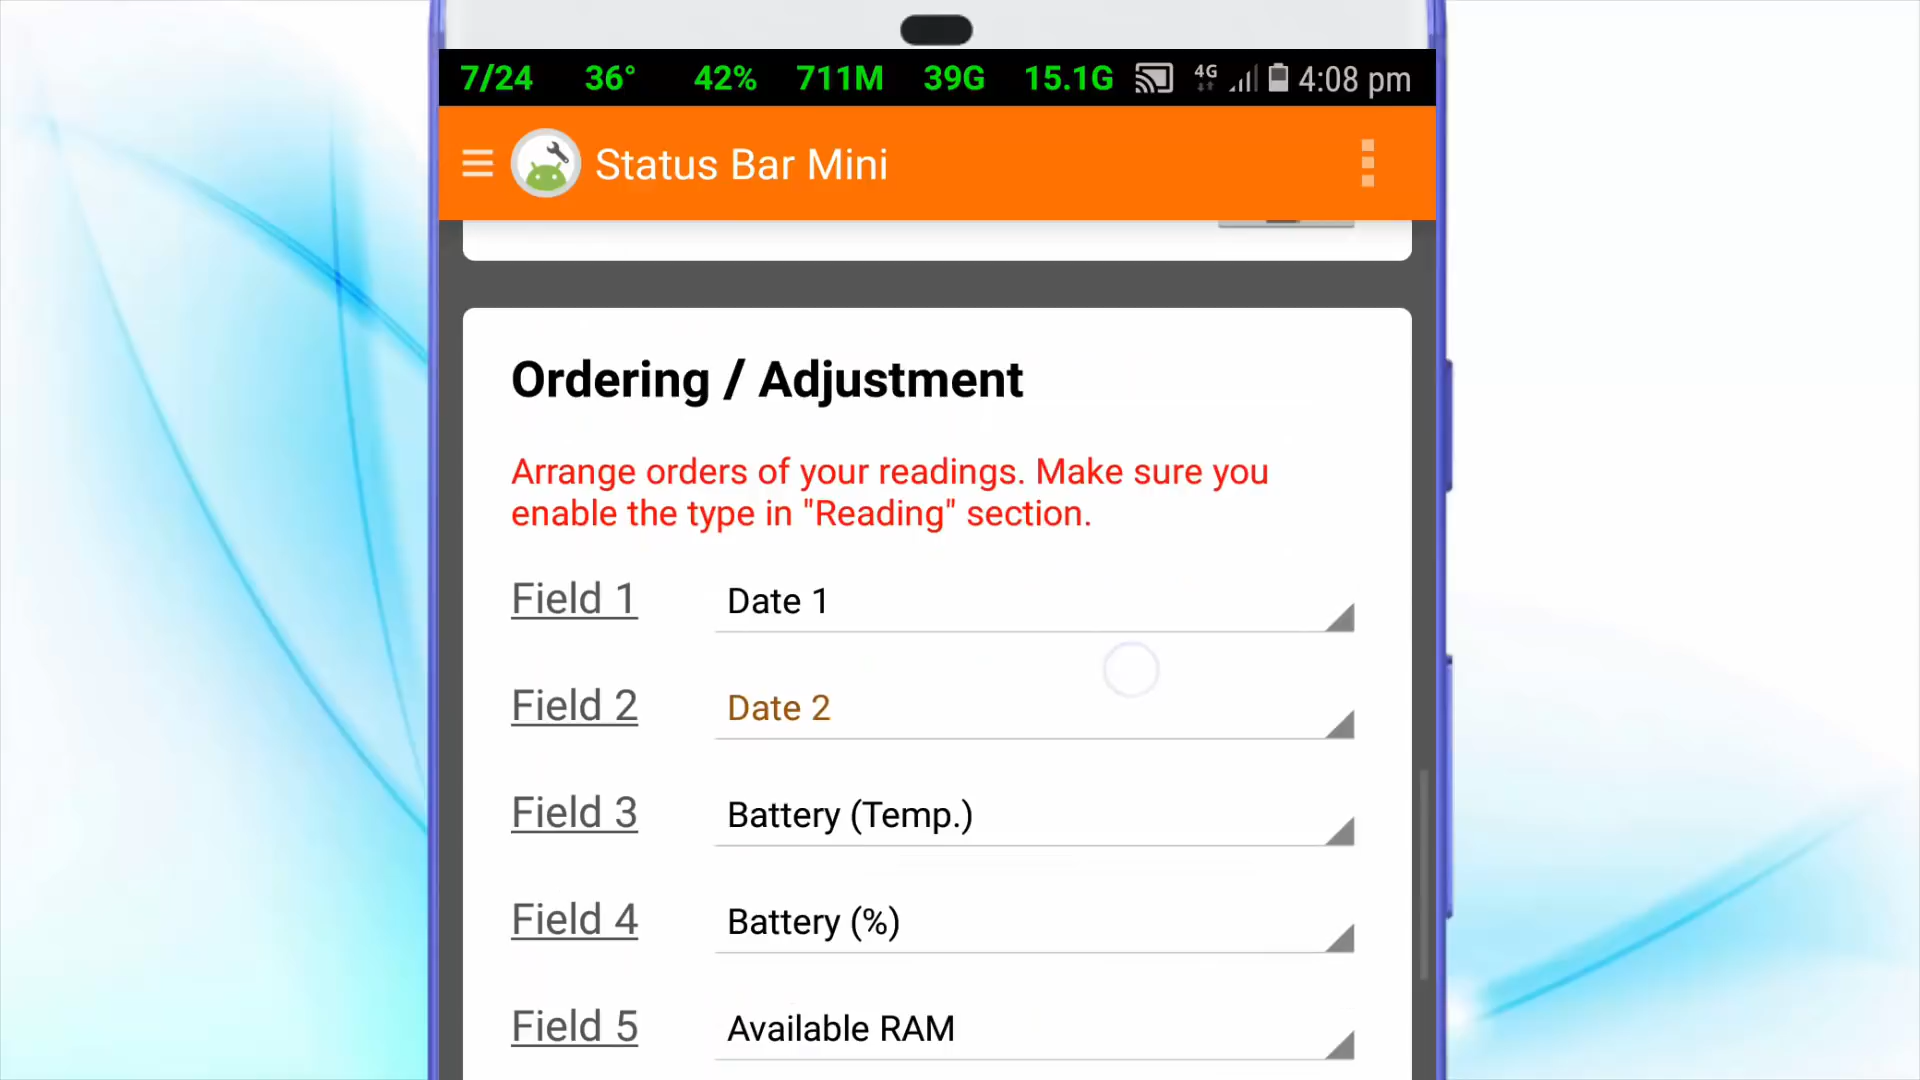 7/24 36° 42% 711M 39G 15.1G 4G 4:08 pm
Status Bar Mini
Ordering / Adjustment
Arrange orders of your readings. Make sure you
enable the type in "Reading" section.
Field 1 Date 1
Field 2 Date 2
Field 3 Battery (Temp.)
Field 4 Battery (%)
Field 5 Available RAM